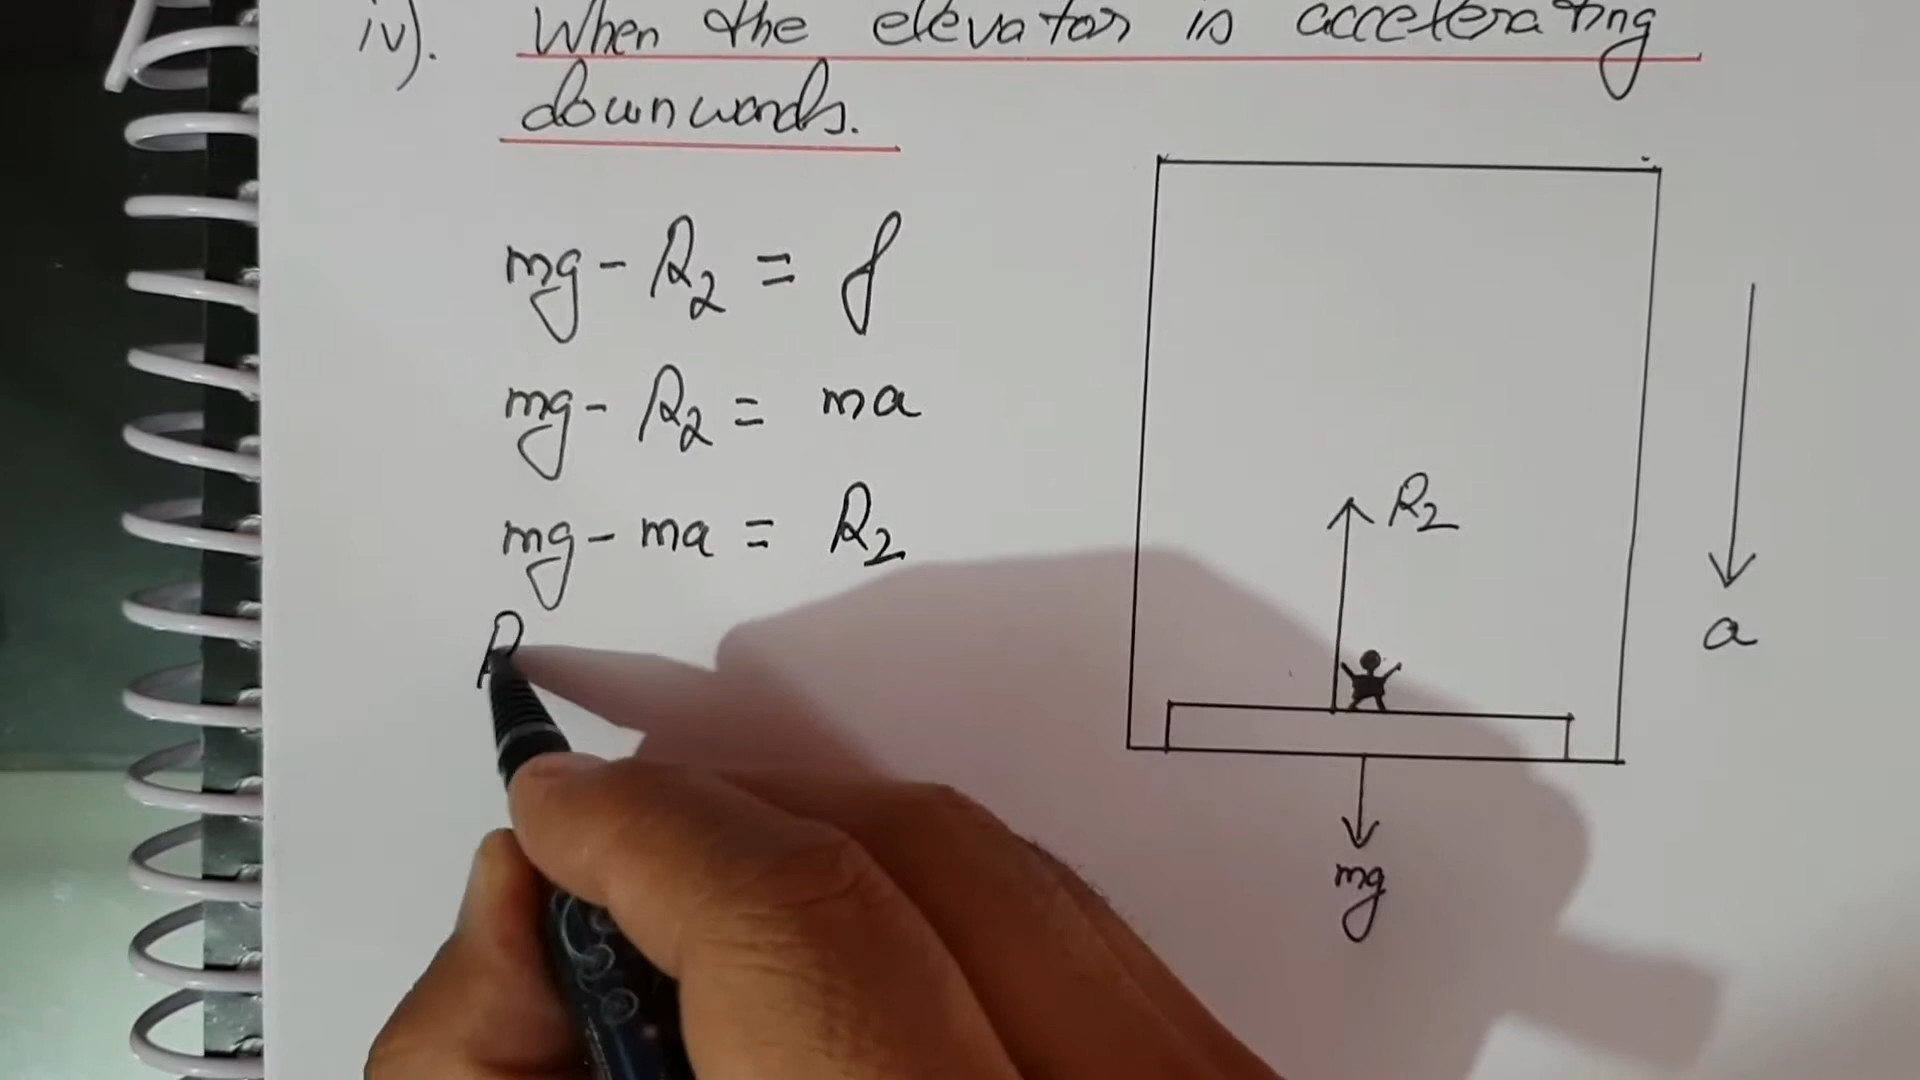 iv). When the elevator is accelerating
downwards.
mg - R2 = f
mg - R2 = ma
mg - ma = R2
R
R2
a
mg